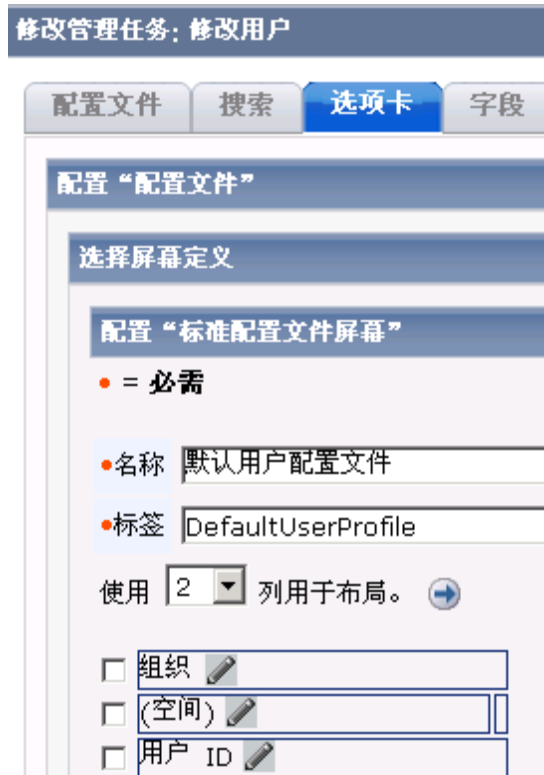 修改管理任务: 修改用户
配置文件 搜索 选项卡 字段
配置“配置文件”
选择屏幕定义
配置“标准配置文件屏幕”
• = 必需
•名称 默认用户配置文件
•标签 DefaultUserProfile
使用 2 列用于布局。
组织
(空间)
用户 ID